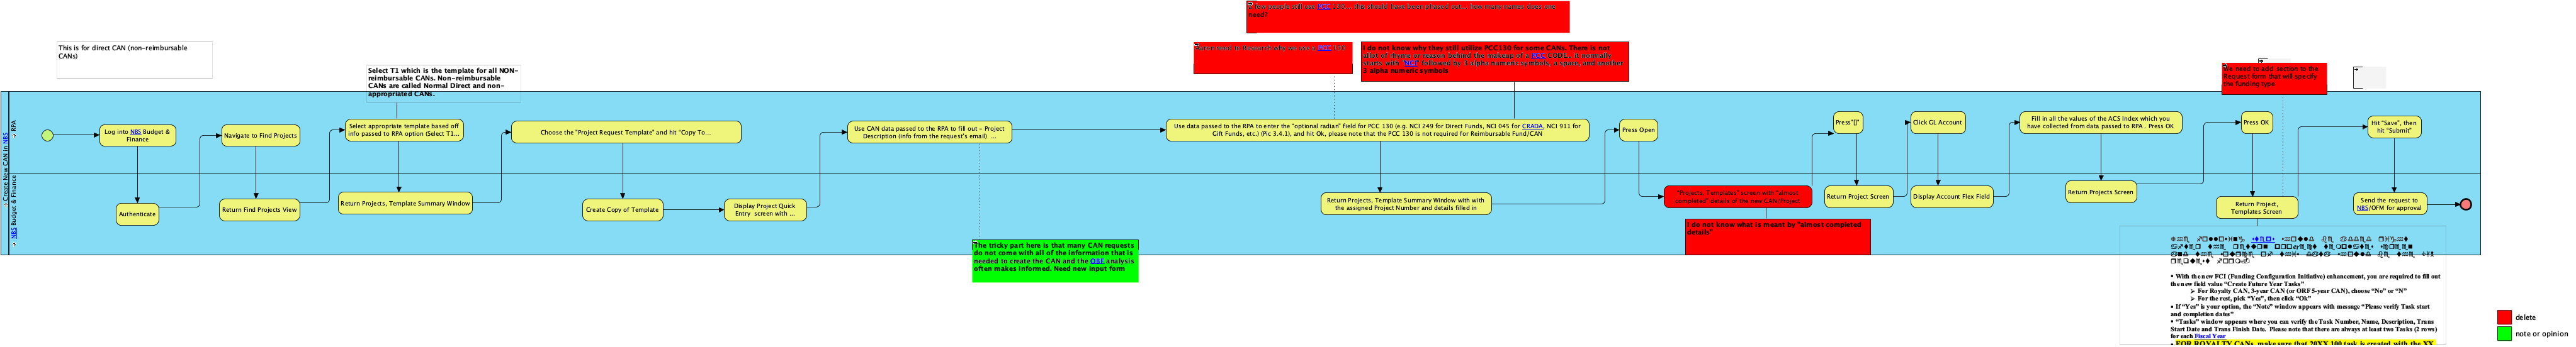 need?
This is for direct CAN (non-reimbursable
CANs)
I do not know why they still utilize PCC130 for some CANs. There is not
allot of rhyme or reason behind the makeup of a NBS CODE... it normally
starts with "NCI" followed by 3 alpha numeric symbols, a space and another
3 alpha numeric symbols
Select T1 which is the template for all NON-
reimbursable CANs. Non-reimbursable
CANs are called Normal Direct and non-
appropriated CANs.
We need to add section to the
Request form that will specify
the funding type
Create New CAN in NBS
RPA
NBS Budget & Finance
Log into NBS Budget &
Finance
Authenticate
Navigate to Find Projects
Return Find Projects View
Select appropriate template based off
info passed to RPA option (Select T1...
Return Projects, Template Summary Window
Choose the "Project Request Template" and hit "Copy To...
Create Copy of Template
Display Project Quick
Entry screen with ...
Use CAN data passed to the RPA to fill out - Project
Description (info from the request's email) ...
Use data passed to the RPA to enter the "optional radian" field for PCC 130 (e.g. NCI 249 for Direct Funds, NCI 045 for CRADA, NCI 911 for
Gift Funds, etc.) (Pic 3.4.1), and hit Ok, please note that the PCC 130 is not required for Reimbursable Fund/CAN
Return Projects, Template Summary Window with with
the assigned Project Number and details filled in
Press Open
"Projects, Templates" screen with "almost
completed" details of the new CAN/Project
I do not know what is meant by "almost completed
details"
Press"[]"
Return Project Screen
Click GL Account
Display Account Flex Field
Fill in all the values of the ACS Index which you
have collected from data passed to RPA . Press OK
Return Projects Screen
Press OK
Return Project,
Templates Screen
Hit "Save", then
hit "Submit"
Send the request to
NBS/OFM for approval
The tricky part here is that many CAN requests
do not come with all of the information that is
needed to create the CAN and the OBF analysis
often makes informed. Need new input form
• With the new FCI (Funding Configuration Initiative) enhancement, you are required to fill out
the new field value "Create Future Year Tasks"
➢ For Royalty CAN, 3-year CAN (or ORF 5-year CAN), choose "No" or "N"
➢ For the rest, pick "Yes", then click "Ok"
• If "Yes" is your option, the "Note" window appears with message "Please verify Task start
and completion dates"
• "Tasks" window appears where you can verify the Task Number, Name, Description, Trans
Start Date and Trans Finish Date. Please note that there are always at least two Tasks (2 rows)
for each Fiscal Year
• FOR ROYALTY CANs, make sure that 20XX.100 task is created with the XX
delete
note or opinion